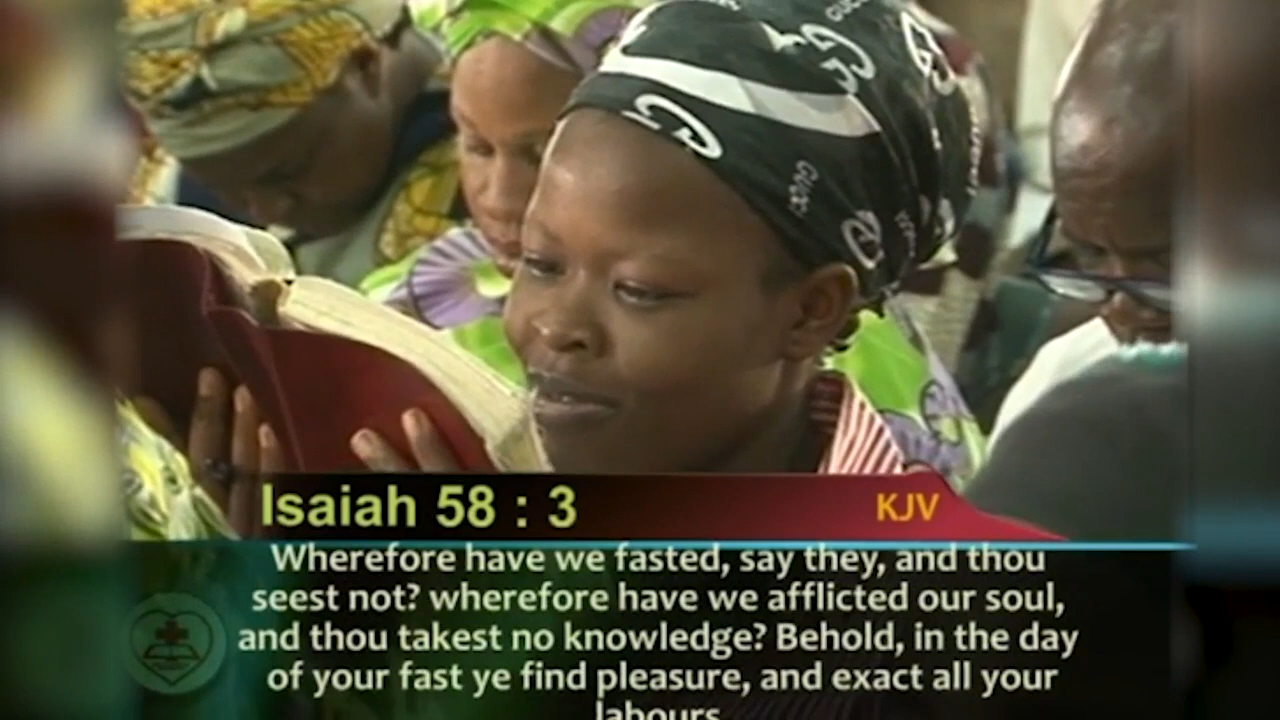 GUCCI
Isaiah 58 : 3
KJV
Wherefore have we fasted, say they, and thou
seest not? wherefore have we afflicted our soul,
and thou takest no knowledge? Behold, in the day
of your fast ye find pleasure, and exact all your
labours.